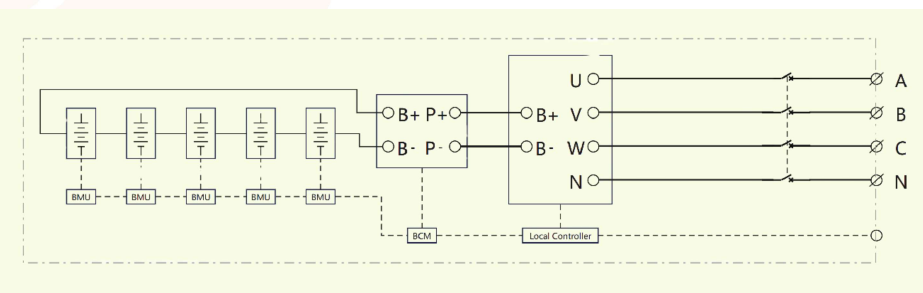 U A
B+ P+ B+ V B
B- P- B- W C
N N
BMU BMU BMU BMU BMU
BCM Local Controller